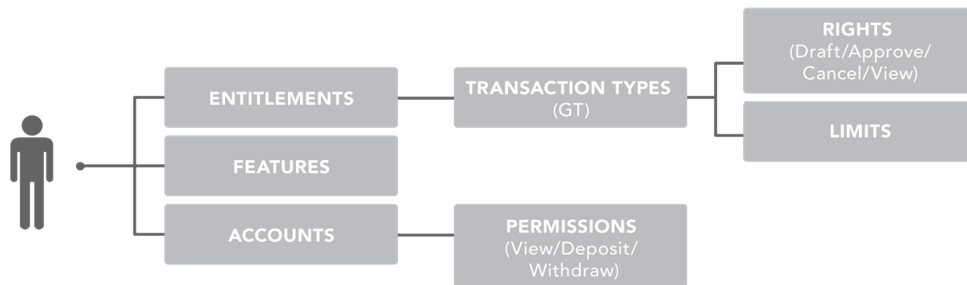 RIGHTS
(Draft/Approve/
Cancel/View)
ENTITLEMENTS
TRANSACTION TYPES
(GT)
LIMITS
FEATURES
ACCOUNTS
PERMISSIONS
(View/Deposit/
Withdraw)